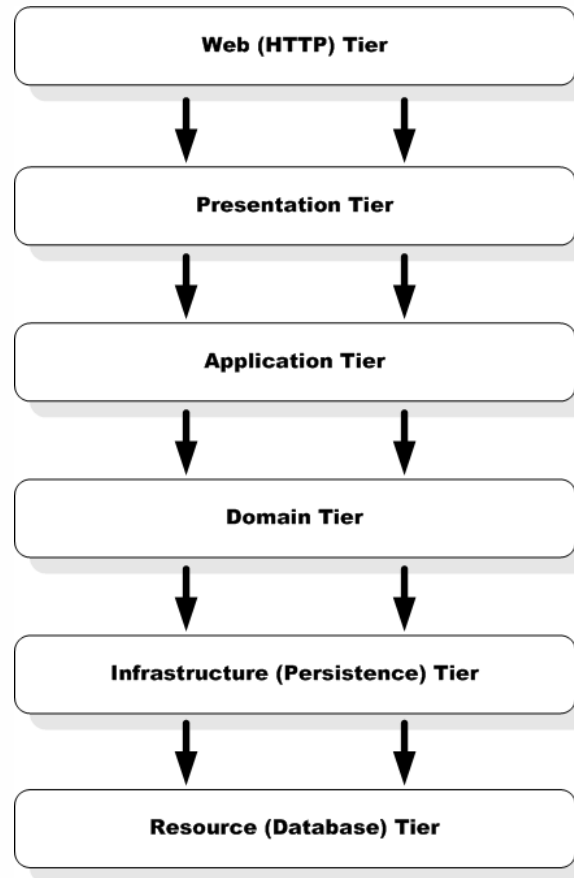 Web (HTTP) Tier
Presentation Tier
Application Tier
Domain Tier
Infrastructure (Persistence) Tier
Resource (Database) Tier